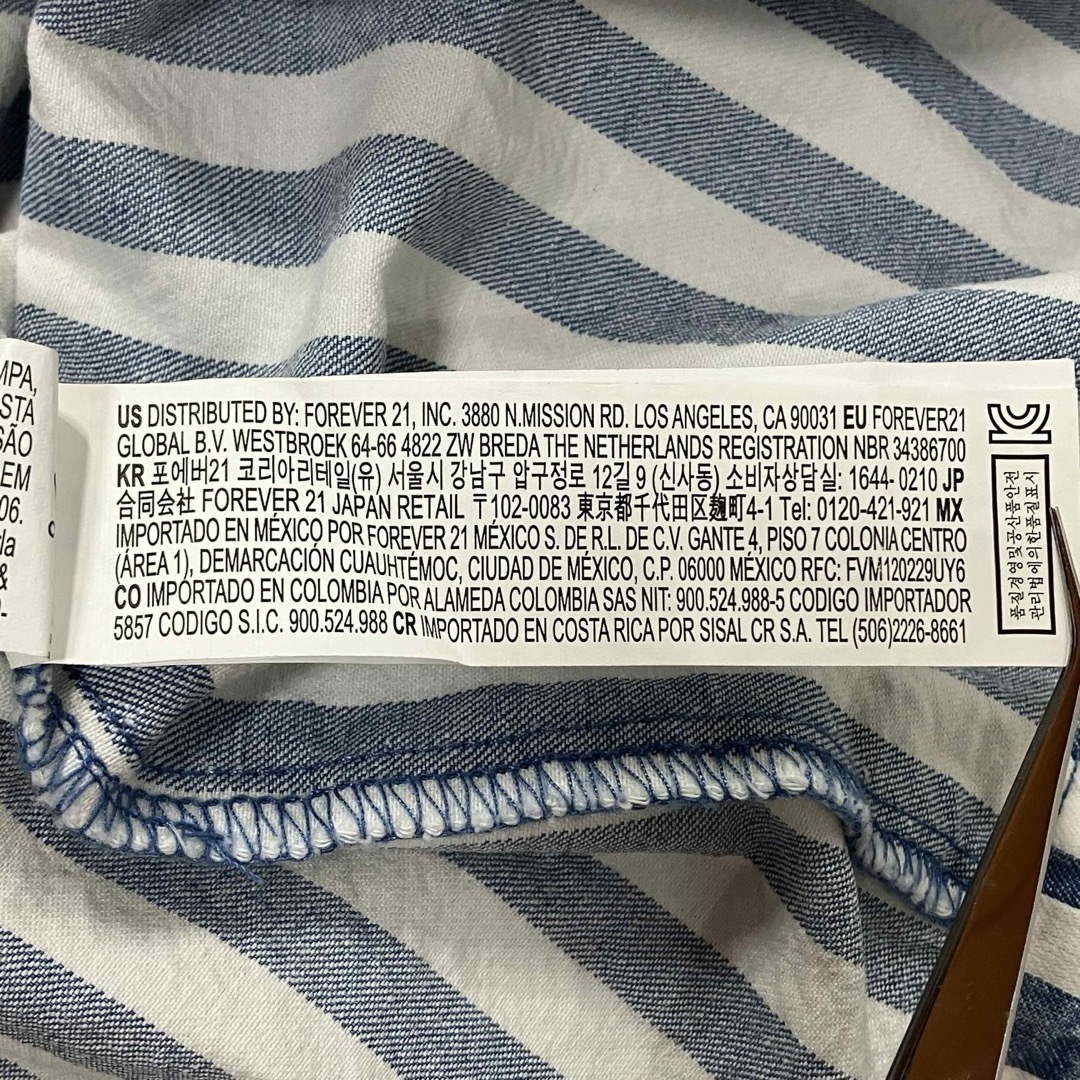 MPA,
STA
SÃO
EM
06.
rla
&
US DISTRIBUTED BY: FOREVER 21, INC. 3880 N.MISSION RD. LOS ANGELES, CA 90031 EU FOREVER21
GLOBAL B.V. WESTBROEK 64-66 4822 ZW BREDA THE NETHERLANDS REGISTRATION NBR 34386700
KR 포에버21 코리아리테일(유) 서울시 강남구 압구정로 12길 9 (신사동) 소비자상담실: 1644- 0210 JP
合同会社 FOREVER 21 JAPAN RETAIL 〒102-0083 東京都千代田区麹町4-1 Tel: 0120-421-921 MX
IMPORTADO EN MÉXICO POR FOREVER 21 MÉXICO S. DE R.L. DE C.V. GANTE 4, PISO 7 COLONIA CENTRO
(ÁREA 1), DEMARCACIÓN CUAUHTÉMOC, CIUDAD DE MÉXICO, C.P. 06000 MÉXICO RFC: FVM120229UY6
CO IMPORTADO EN COLOMBIA POR ALAMEDA COLOMBIA SAS NIT: 900.524.988-5 CODIGO IMPORTADOR
5857 CODIGO S.I.C. 900.524.988 CR IMPORTADO EN COSTA RICA POR SISAL CR S.A. TEL (506)2226-8661
품질경영및공산품안전
관리법에의한품질표시